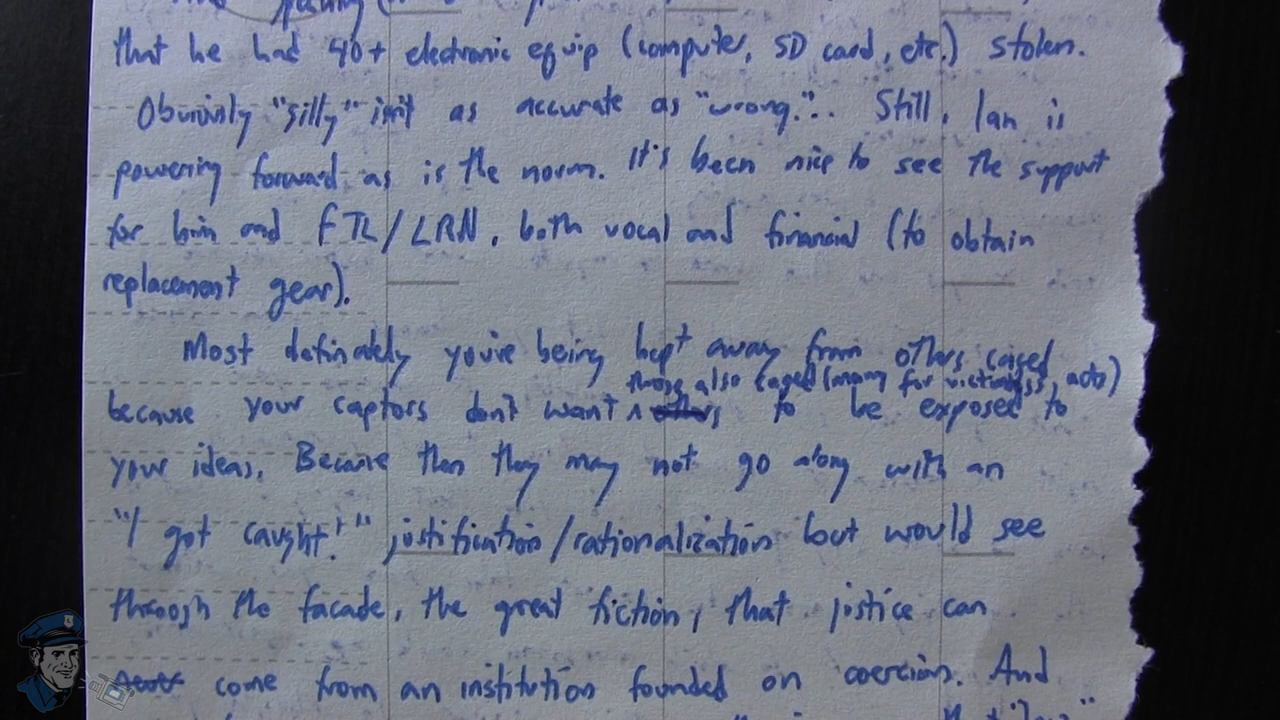 that he had 40+ electronic equip (computer, SD card, etc.) stolen.
Obviously "silly" isn't as accurate as "wrong.".. Still, Ian is
powering forward as is the norm. It's been nice to see the support
for him and FTL/LRN, both vocal and financial (to obtain
replacement gear).
Most definately you're being kept away from others caged
those also caged (many for victimless acts)
because your captors don't want ^ others to be exposed to
your ideas. Because then they may not go along with an
"I got caught!" justification/rationalization but would see
through the facade, the great fiction, that justice can
come from an institution founded on coercion. And